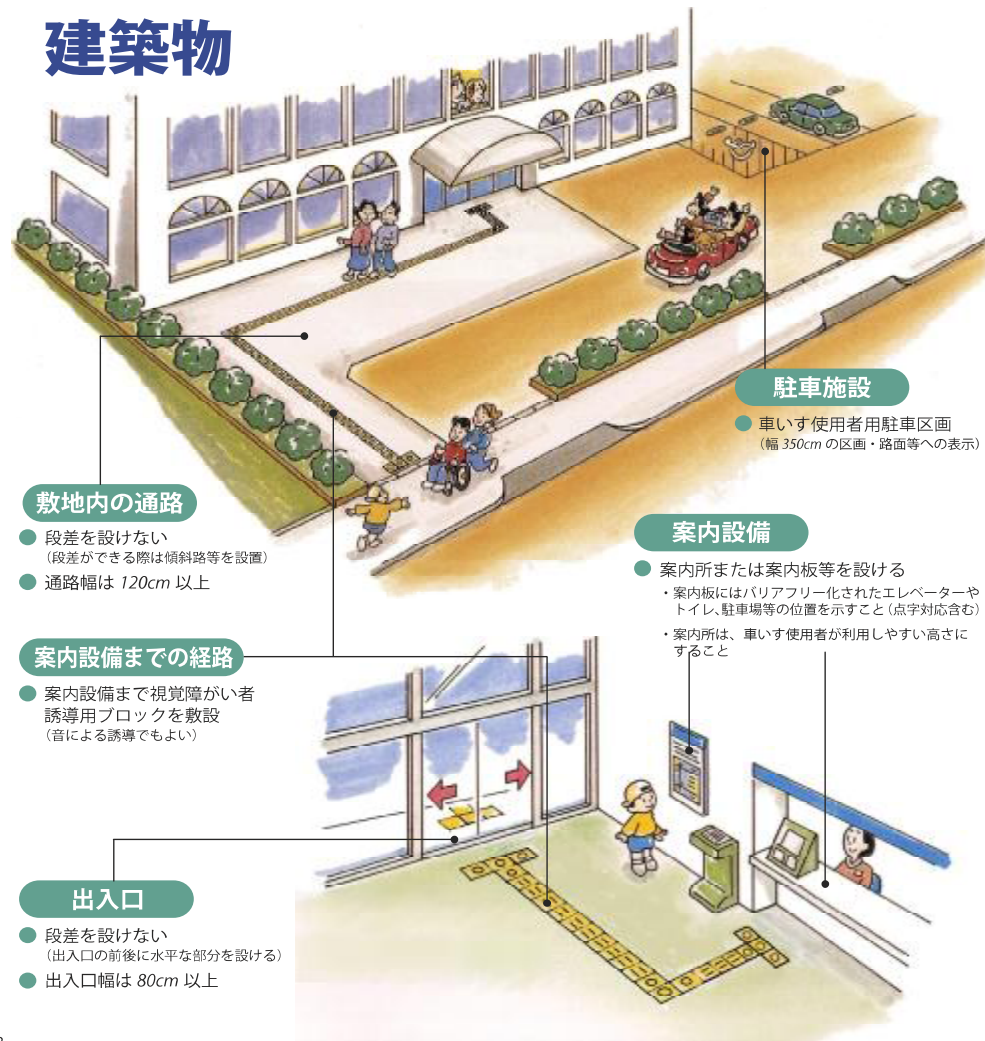 建築物
駐車施設
● 車いす使用者用駐車区画
（幅 350cm の区画・路面等への表示）
敷地内の通路
● 段差を設けない
（段差ができる際は傾斜路等を設置）
● 通路幅は 120cm 以上
案内設備
● 案内所または案内板等を設ける
・案内板にはバリアフリー化されたエレベーターや
トイレ、駐車場等の位置を示すこと（点字対応含む）
・案内所は、車いす使用者が利用しやすい高さに
すること
案内設備までの経路
● 案内設備まで視覚障がい者
誘導用ブロックを敷設
（音による誘導でもよい）
出入口
● 段差を設けない
（出入口の前後に水平な部分を設ける）
● 出入口幅は 80cm 以上